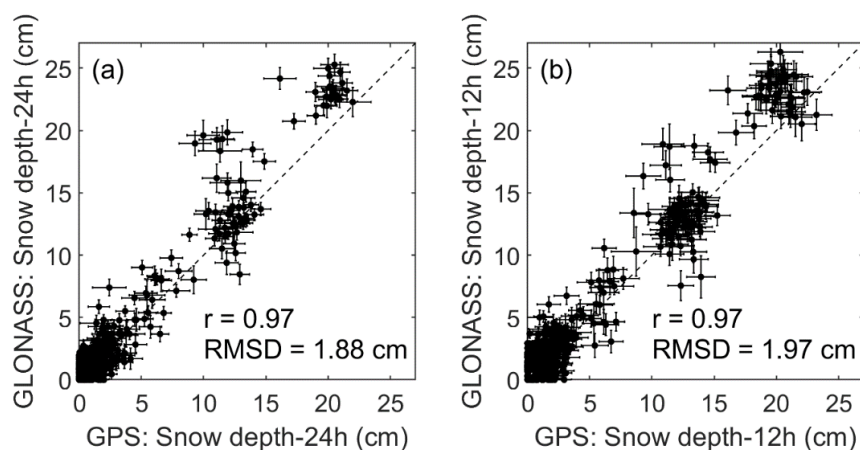 (a)
GLONASS: Snow depth-24h (cm)
25
20
15
10
5
0
r = 0.97
RMSD = 1.88 cm
0 5 10 15 20 25
GPS: Snow depth-24h (cm)
(b)
GLONASS: Snow depth-12h (cm)
25
20
15
10
5
0
r = 0.97
RMSD = 1.97 cm
0 5 10 15 20 25
GPS: Snow depth-12h (cm)